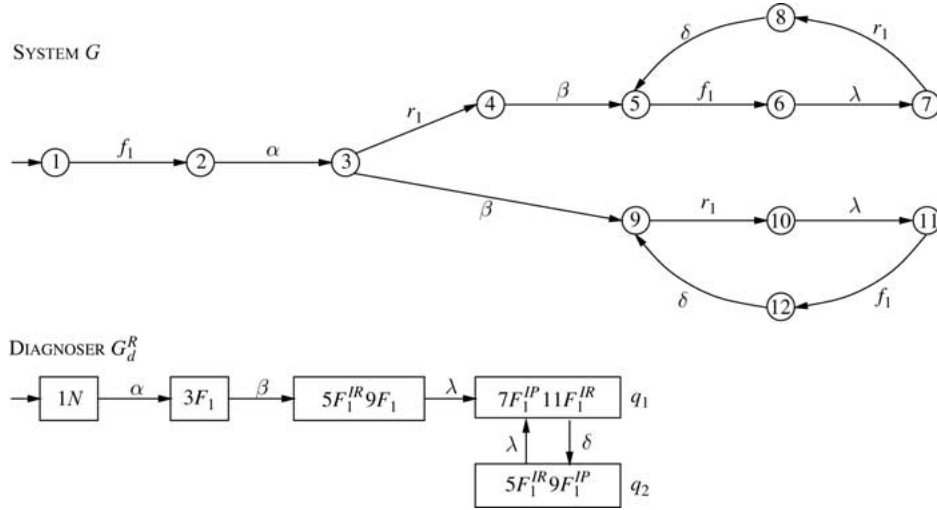 SYSTEM G
8
δ
r₁
4
β
5
f₁
6
λ
7
r₁
1
f₁
2
α
3
β
9
r₁
10
λ
11
δ
12
f₁
DIAGNOSER G_d^R
1N
α
3F₁
β
5F₁^{IR}9F₁
λ
7F₁^{IP}11F₁^{IR}
q₁
λ
δ
5F₁^{IR}9F₁^{IP}
q₂